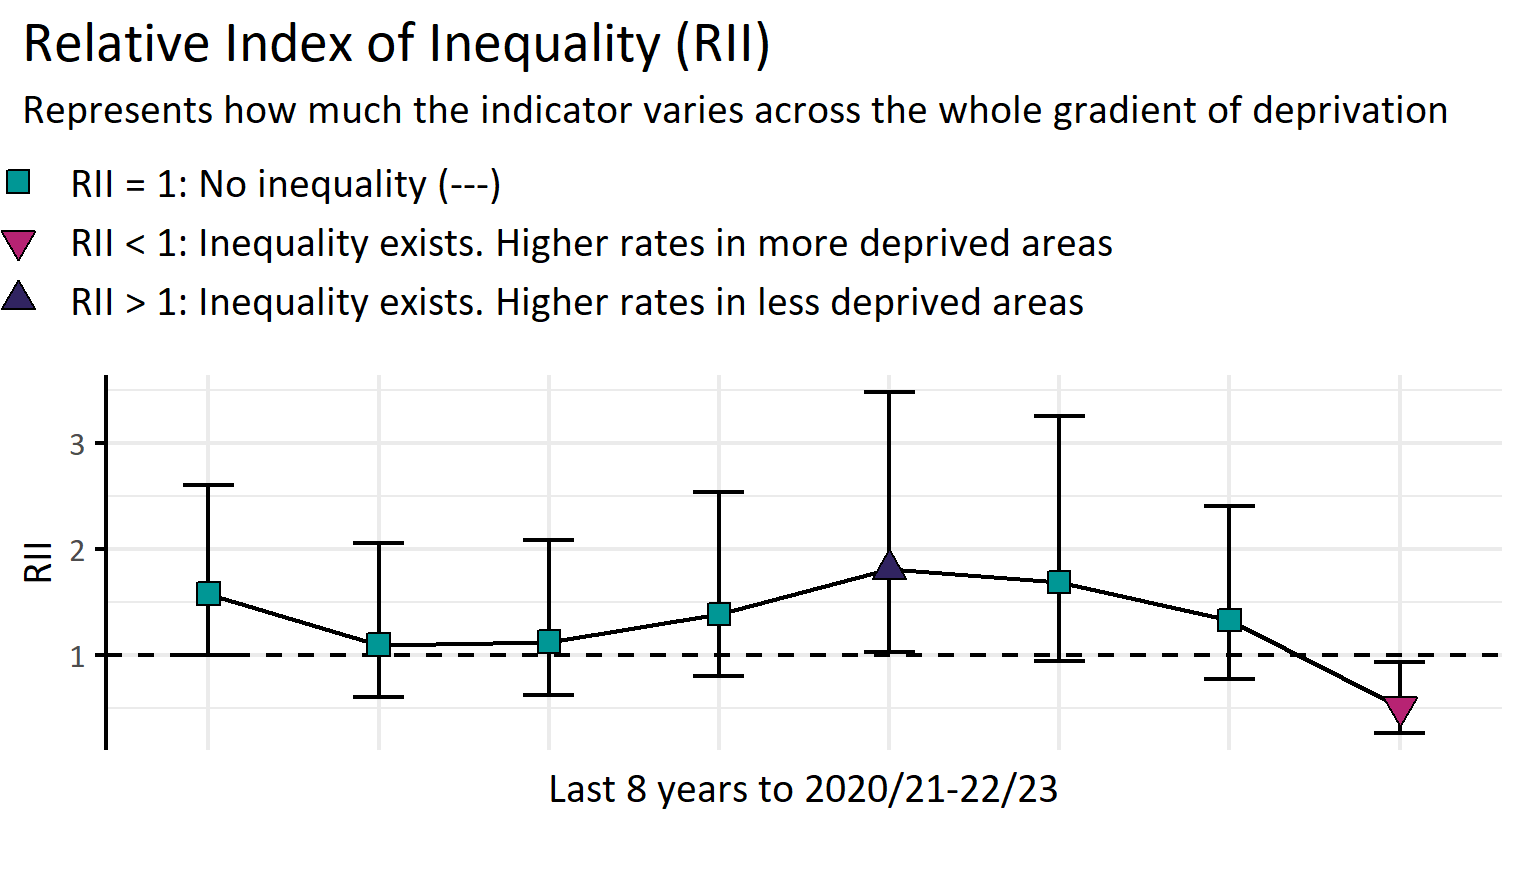 Relative Index of Inequality (RII)
Represents how much the indicator varies across the whole gradient of deprivation
RII = 1: No inequality (---)
RII < 1: Inequality exists. Higher rates in more deprived areas
RII > 1: Inequality exists. Higher rates in less deprived areas
3
2
1
RII
Last 8 years to 2020/21-22/23